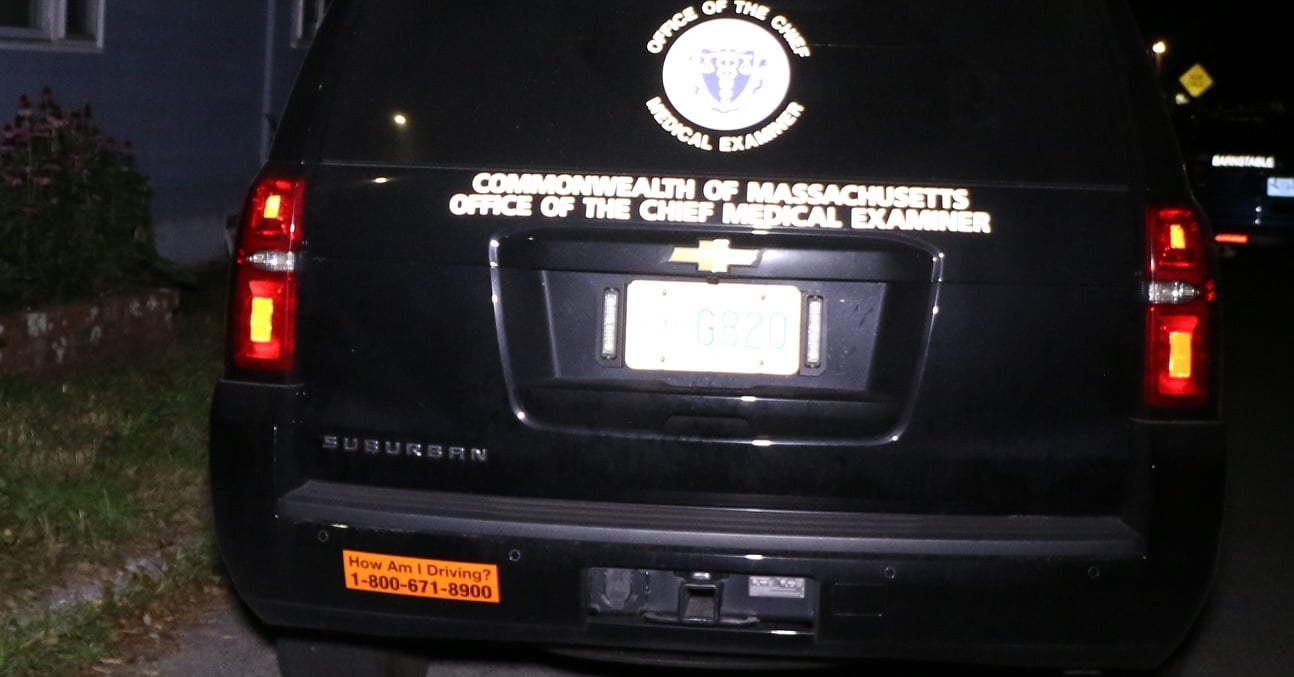 OFFICE OF THE CHIEF
MEDICAL EXAMINER
COMMONWEALTH OF MASSACHUSETTS
OFFICE OF THE CHIEF MEDICAL EXAMINER
BARNSTABLE
G820
SUBURBAN
How Am I Driving?
1-800-671-8900